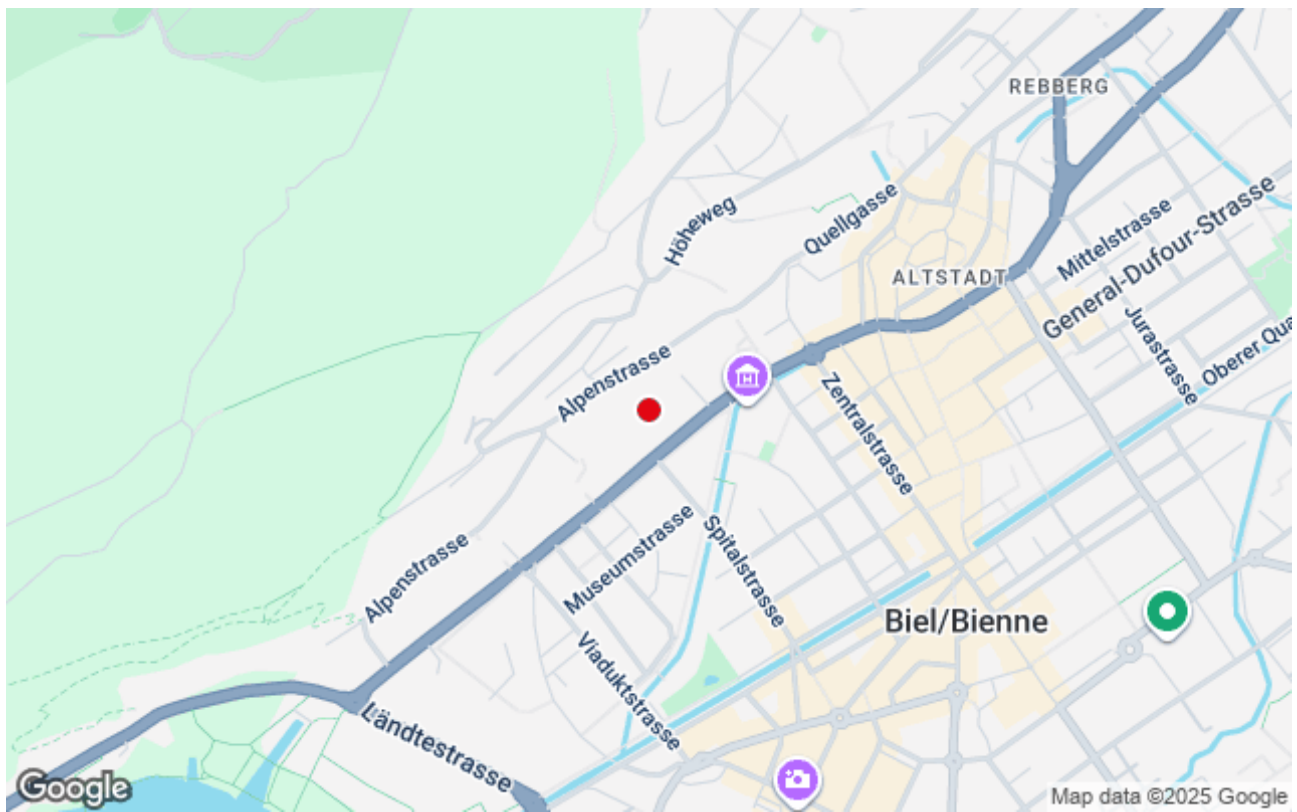 REBBERG
Höheweg
Quellgasse
Mittelstrasse
General-Dufour-Strasse
ALTSTADT
Jurastrasse
Oberer Qua
Alpenstrasse
Zentralstrasse
Museumstrasse
Spitalstrasse
Alpenstrasse
Biel/Bienne
Viaduktstrasse
Ländtestrasse
Google
Map data ©2025 Google